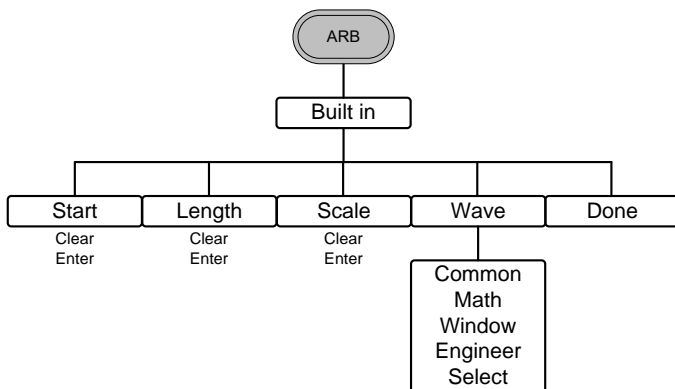 ARB
Built in
Start Length Scale Wave Done
Clear Clear Clear
Enter Enter Enter
Common
Math
Window
Engineer
Select